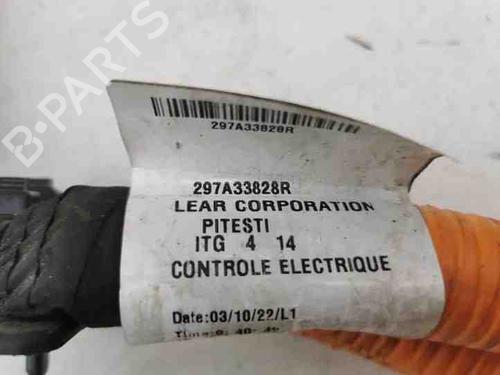 297A33828R
297A33828R
LEAR CORPORATION
PITESTI
ITG 4 14
CONTROLE ELECTRIQUE
Date:03/10/22/L1
B-PARTS